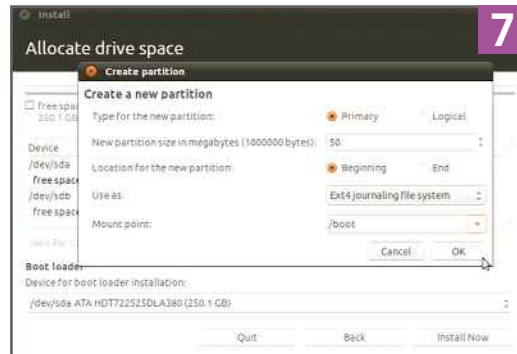 Install
7
Allocate drive space
Create partition
Create a new partition
free space
250.1 GB
Type for the new partition: Primary Logical
New partition size in megabytes (1000000 bytes): 50
Device
/dev/sda
Location for the new partition: Beginning End
free space
/dev/sdb
Use as: Ext4 journaling file system
free space
Mount point: /boot
Cancel OK
Boot loader
Device for boot loader installation:
/dev/sda ATA HDT722525DLA380 (250.1 GB)
Quit Back Install Now